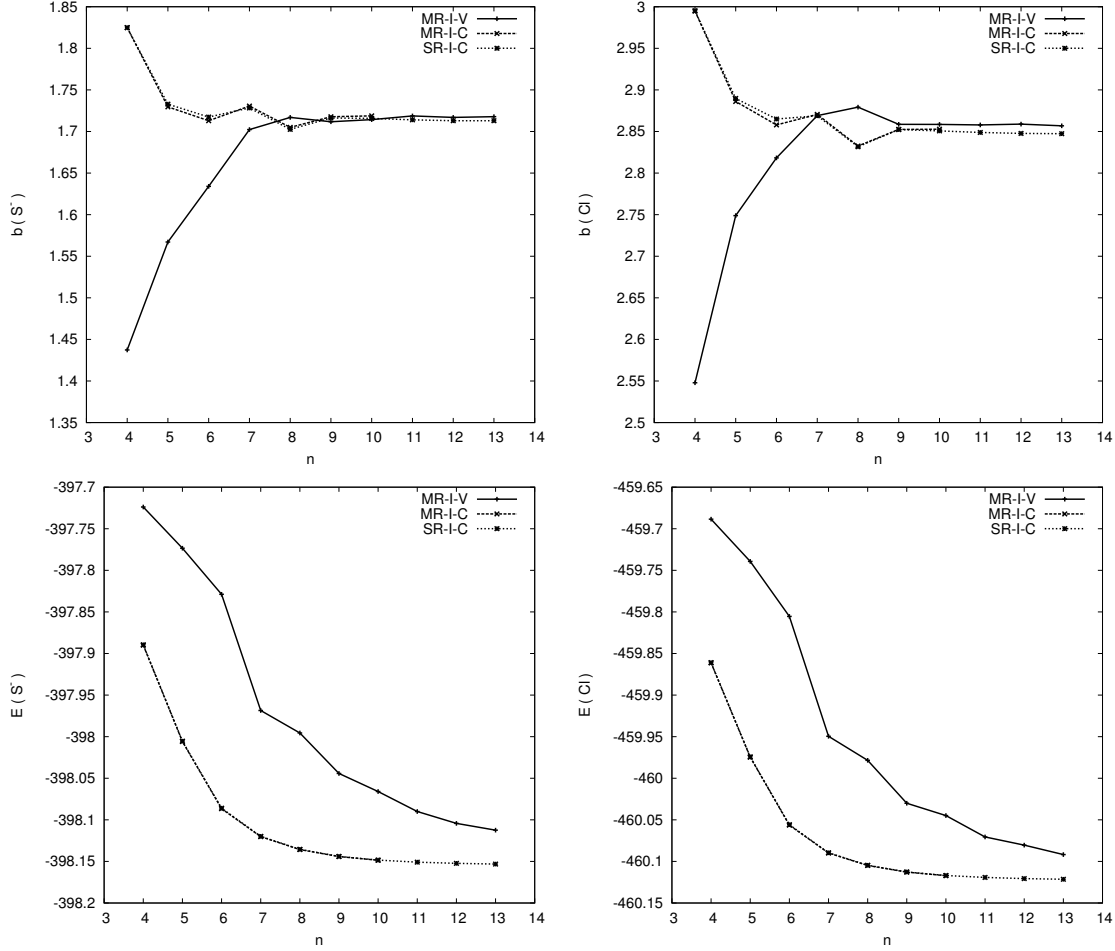 1.85
1.8
1.75
1.7
1.65
1.6
1.55
1.5
1.45
1.4
1.35
3 4 5 6 7 8 9 10 11 12 13 14
b ( S⁻)
n
MR-I-V
MR-I-C
SR-I-C
3
2.95
2.9
2.85
2.8
2.75
2.7
2.65
2.6
2.55
2.5
3 4 5 6 7 8 9 10 11 12 13 14
b ( Cl)
n
MR-I-V
MR-I-C
SR-I-C
-397.7
-397.75
-397.8
-397.85
-397.9
-397.95
-398
-398.05
-398.1
-398.15
-398.2
3 4 5 6 7 8 9 10 11 12 13 14
E ( S⁻)
n
MR-I-V
MR-I-C
SR-I-C
-459.65
-459.7
-459.75
-459.8
-459.85
-459.9
-459.95
-460
-460.05
-460.1
-460.15
3 4 5 6 7 8 9 10 11 12 13 14
E ( Cl)
n
MR-I-V
MR-I-C
SR-I-C